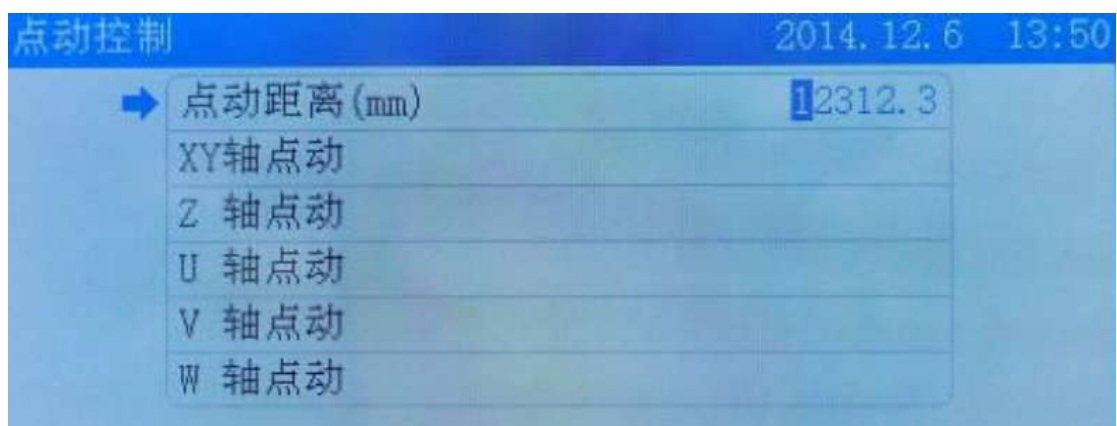 点动控制 2014.12.6 13:50
点动距离(mm) 12312.3
XY轴点动
Z 轴点动
U 轴点动
V 轴点动
W 轴点动